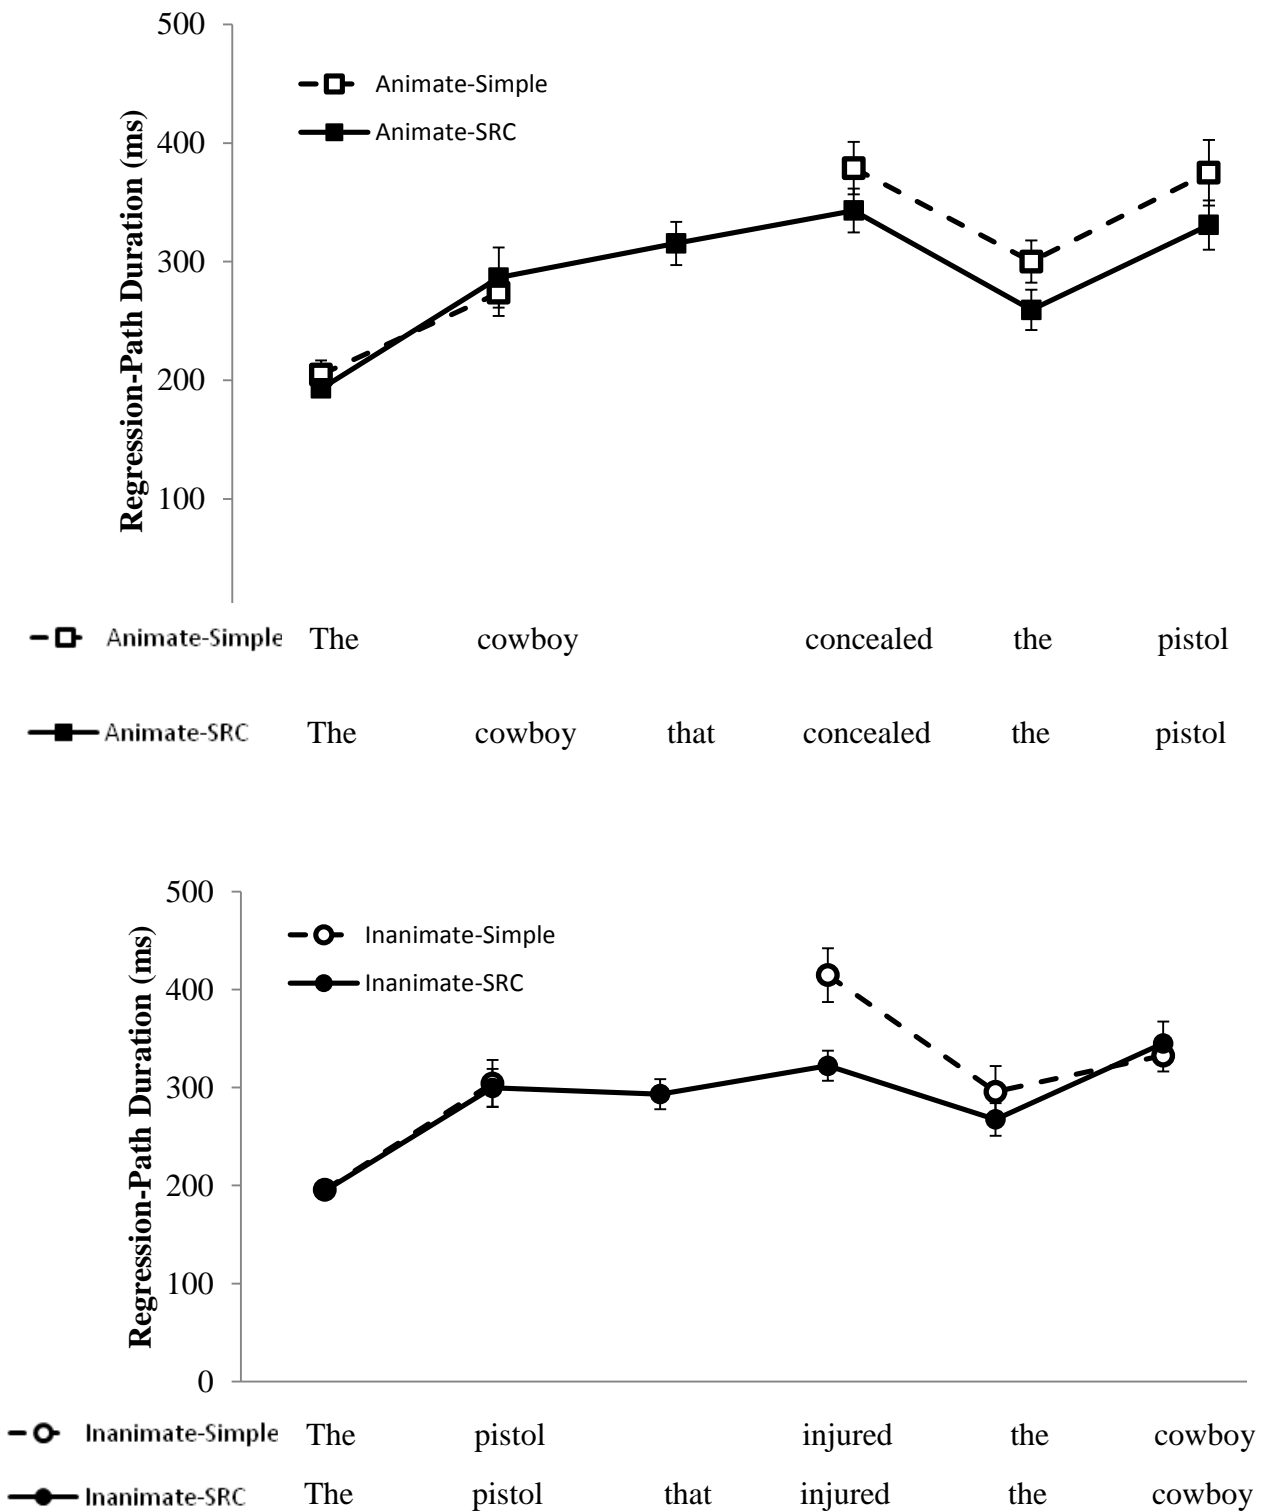 500
Animate-Simple
Animate-SRC
400
300
200
100
Regression-Path Duration (ms)
Animate-Simple The cowboy concealed the pistol
Animate-SRC The cowboy that concealed the pistol
500
Inanimate-Simple
Inanimate-SRC
400
300
200
100
0
Regression-Path Duration (ms)
Inanimate-Simple The pistol injured the cowboy
Inanimate-SRC The pistol that injured the cowboy